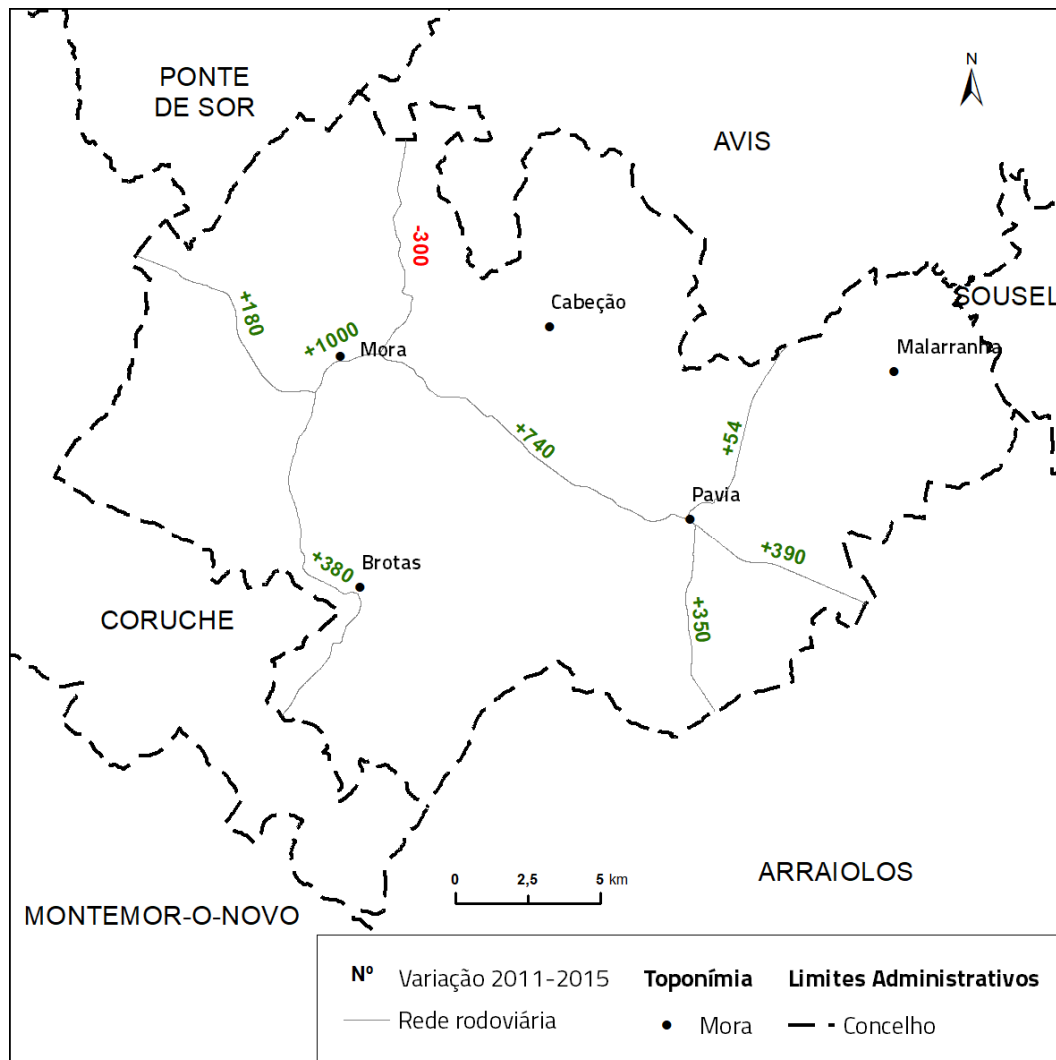 PONTE
DE SOR
N
AVIS
-300
+180
Cabeção
SOUSEL
+1000
Mora
Malarranha
+740
+54
Pavia
+390
+380
Brotas
CORUCHE
+350
ARRAIOLOS
0 2,5 5 km
MONTEMOR-O-NOVO
Nº Variação 2011-2015 Toponímia Limites Administrativos
Rede rodoviária Mora Concelho